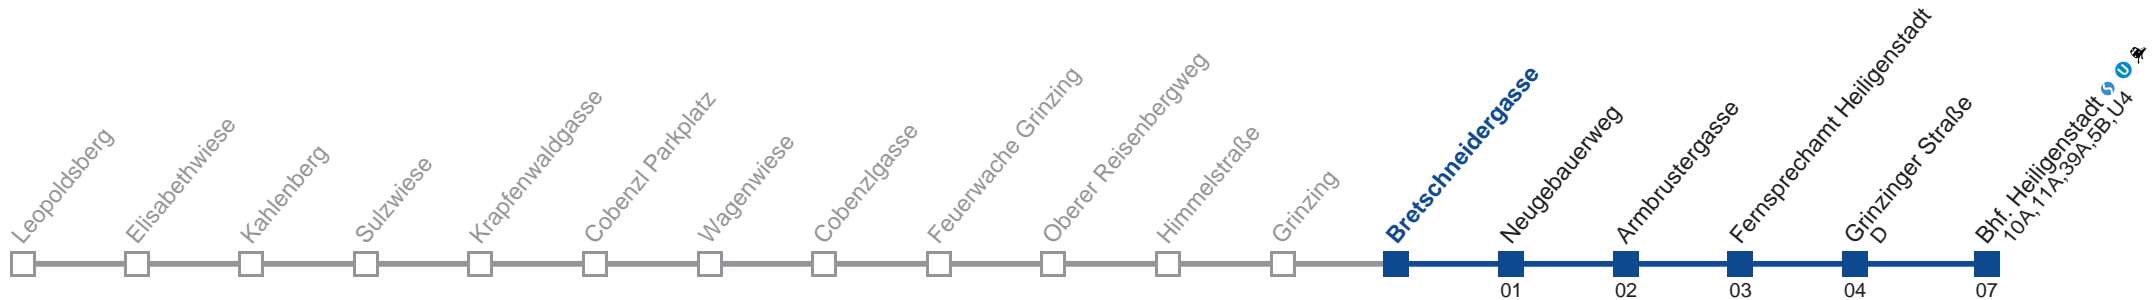 Leopoldsberg
Elisabethwiese
Kahlenberg
Sulzwiese
Krapfenwaldgasse
Cobenzl Parkplatz
Wagenwiese
Cobenzlgasse
Feuerwache Grinzing
Oberer Reisenbergweg
Himmelstraße
Grinzing
Bretschneidergasse
Neugebauerweg
01
Armbrustergasse
02
Fernsprechamt Heiligenstadt
03
Grinzinger Straße
D
04
Bhf. Heiligenstadt S U
10A,11A,39A,5B,U4
07